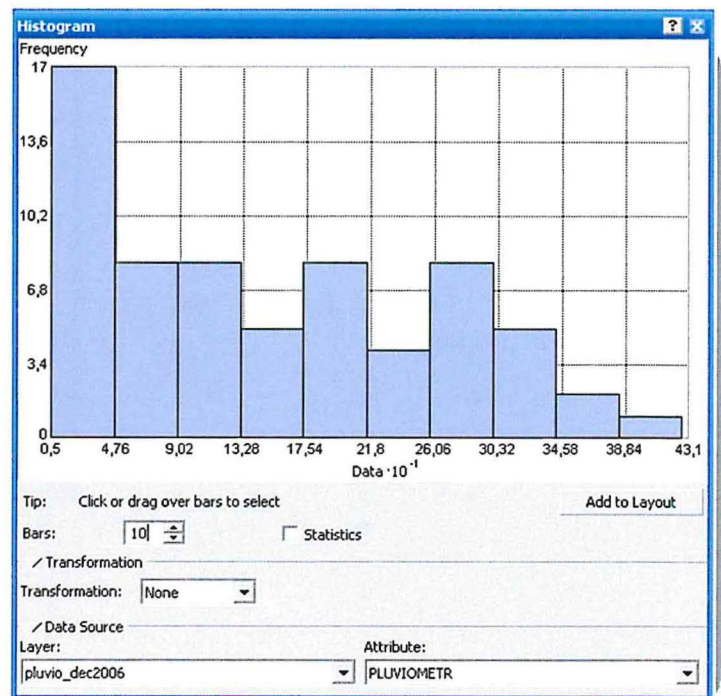 Histogram
Frequency
17
13,6
10,2
6,8
3,4
0
0,5 4,76 9,02 13,28 17,54 21,8 26,06 30,32 34,58 38,84 43,1
Data ·10⁻¹
Tip: Click or drag over bars to select Add to Layout
Bars: 10 Statistics
Transformation
Transformation: None
Data Source
Layer: Attribute:
pluvio_dec2006 PLUVIOMETR